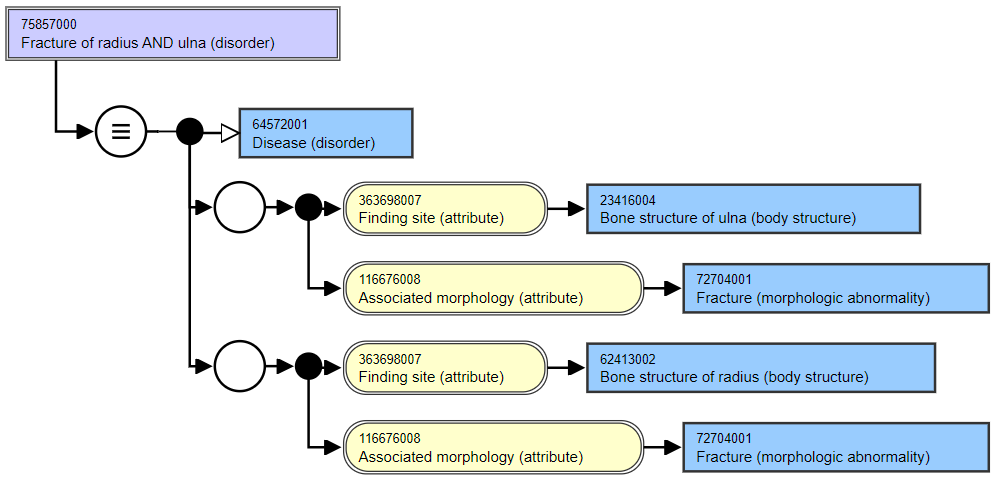 75857000
Fracture of radius AND ulna (disorder)
64572001
Disease (disorder)
363698007
Finding site (attribute)
23416004
Bone structure of ulna (body structure)
116676008
Associated morphology (attribute)
72704001
Fracture (morphologic abnormality)
363698007
Finding site (attribute)
62413002
Bone structure of radius (body structure)
116676008
Associated morphology (attribute)
72704001
Fracture (morphologic abnormality)